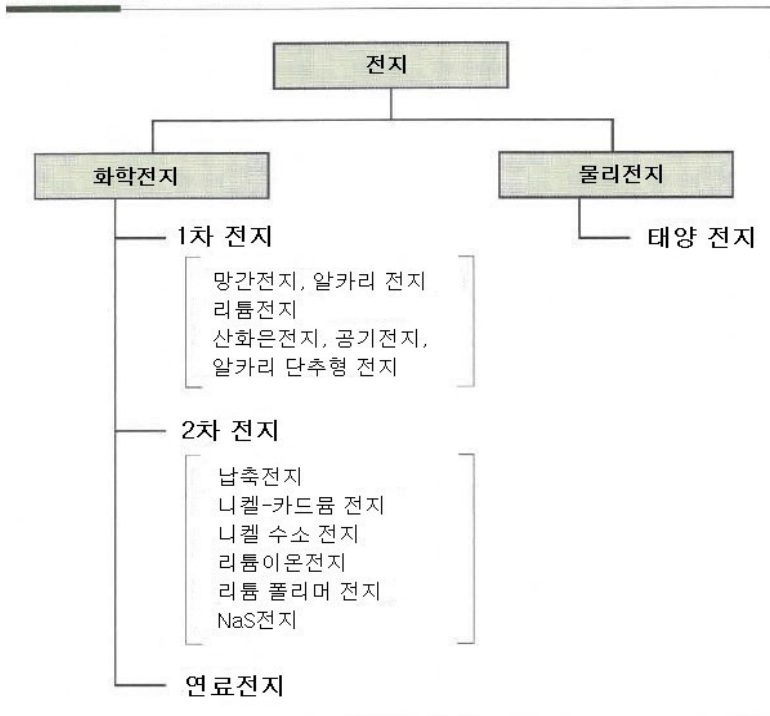 전지
화학전지
물리전지
1차 전지
태양 전지
망간전지, 알카리 전지
리튬전지
산화은전지, 공기전지,
알카리 단추형 전지
2차 전지
납축전지
니켈-카드뮴 전지
니켈 수소 전지
리튬이온전지
리튬 폴리머 전지
NaS전지
연료전지